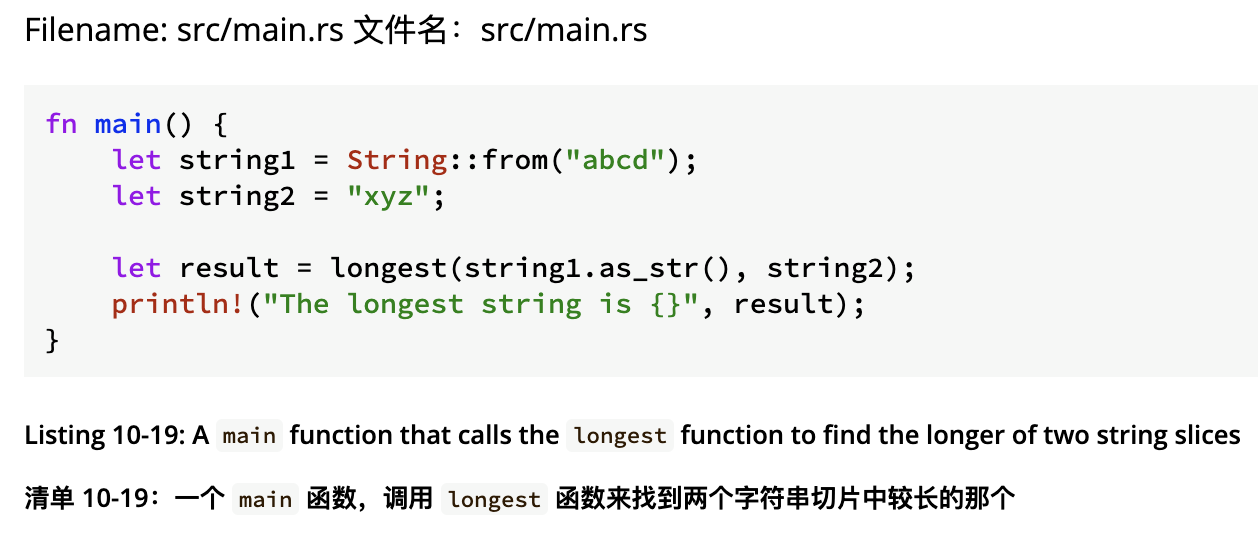 Filename: src/main.rs 文件名：src/main.rs
fn main() {
    let string1 = String::from("abcd");
    let string2 = "xyz";

    let result = longest(string1.as_str(), string2);
    println!("The longest string is {}", result);
}
Listing 10-19: A main function that calls the longest function to find the longer of two string slices
清单 10-19：一个 main 函数，调用 longest 函数来找到两个字符串切片中较长的那个